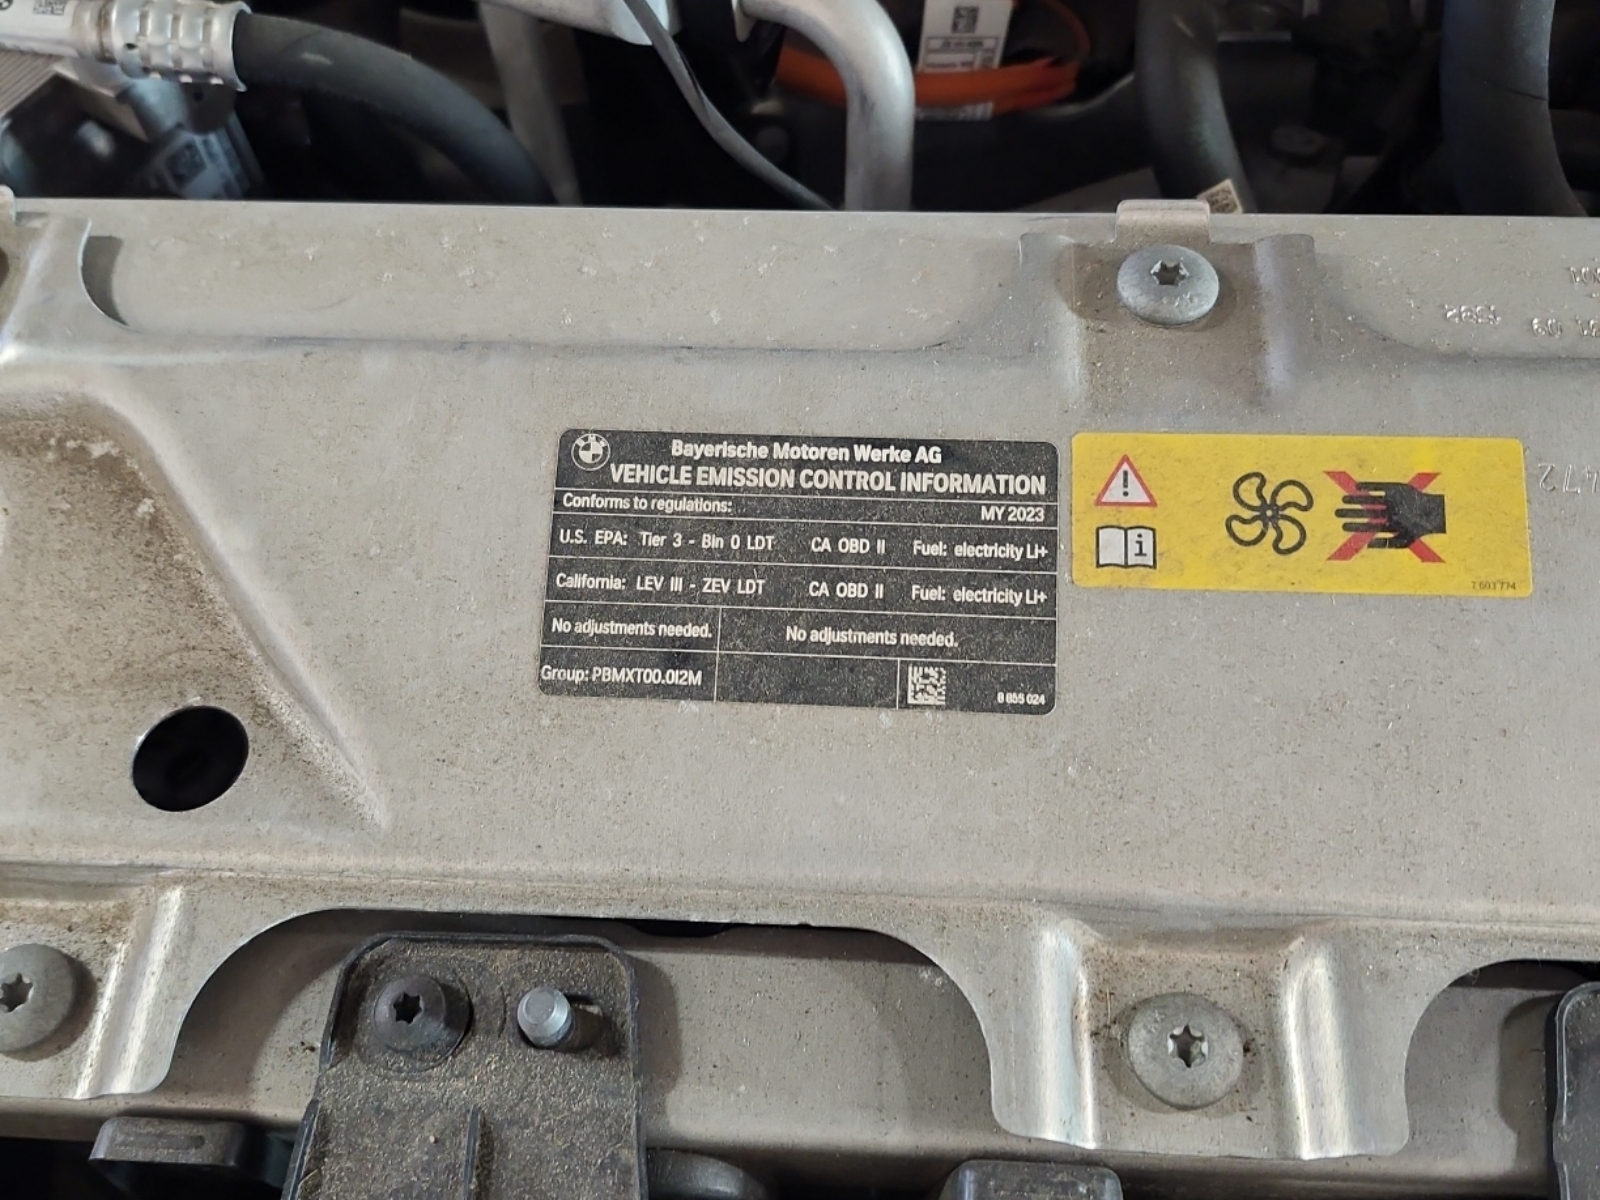 Bayerische Motoren Werke AG
VEHICLE EMISSION CONTROL INFORMATION
Conforms to regulations: MY 2023
U.S. EPA: Tier 3 - Bin 0 LDT CA OBD II Fuel: electricity Li+
California: LEV III - ZEV LDT CA OBD II Fuel: electricity Li+
No adjustments needed. No adjustments needed.
Group: PBMXT00.0I2M
8 855 024
7 603 774
472